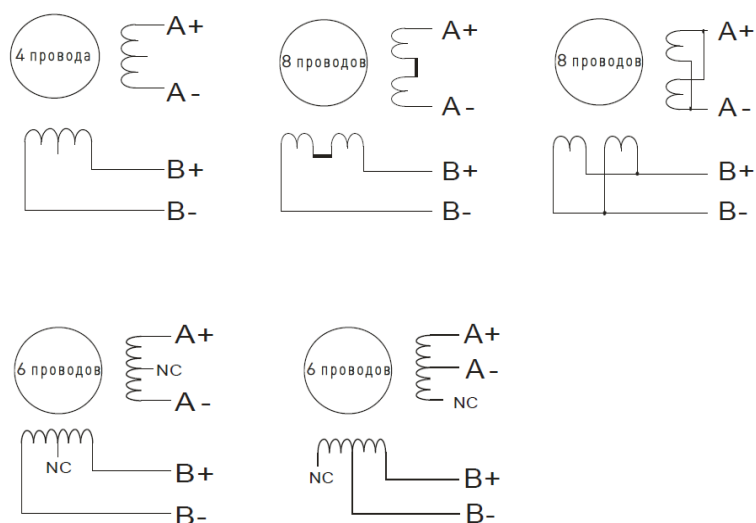 4 провода
A+
A-
B+
B-
8 проводов
A+
A-
B+
B-
8 проводов
A+
A-
B+
B-
6 проводов
A+
NC
A-
NC
B+
B-
6 проводов
A+
A-
NC
NC
B+
B-